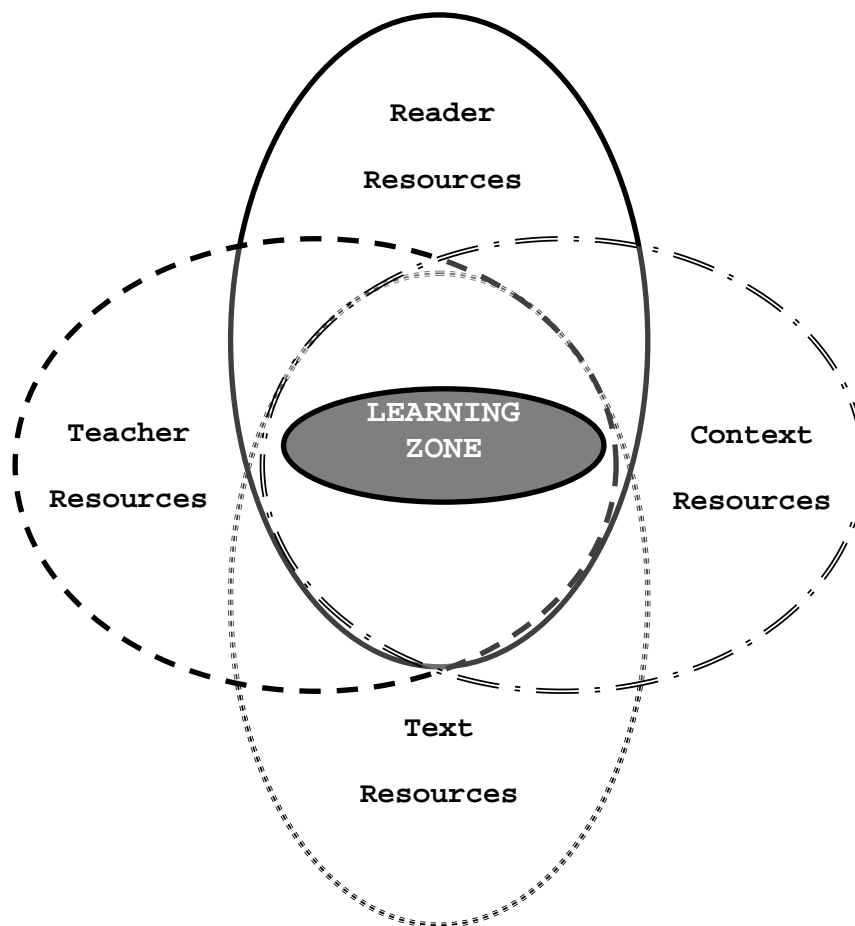 Reader
Resources
LEARNING
ZONE
Teacher
Resources
Context
Resources
Text
Resources